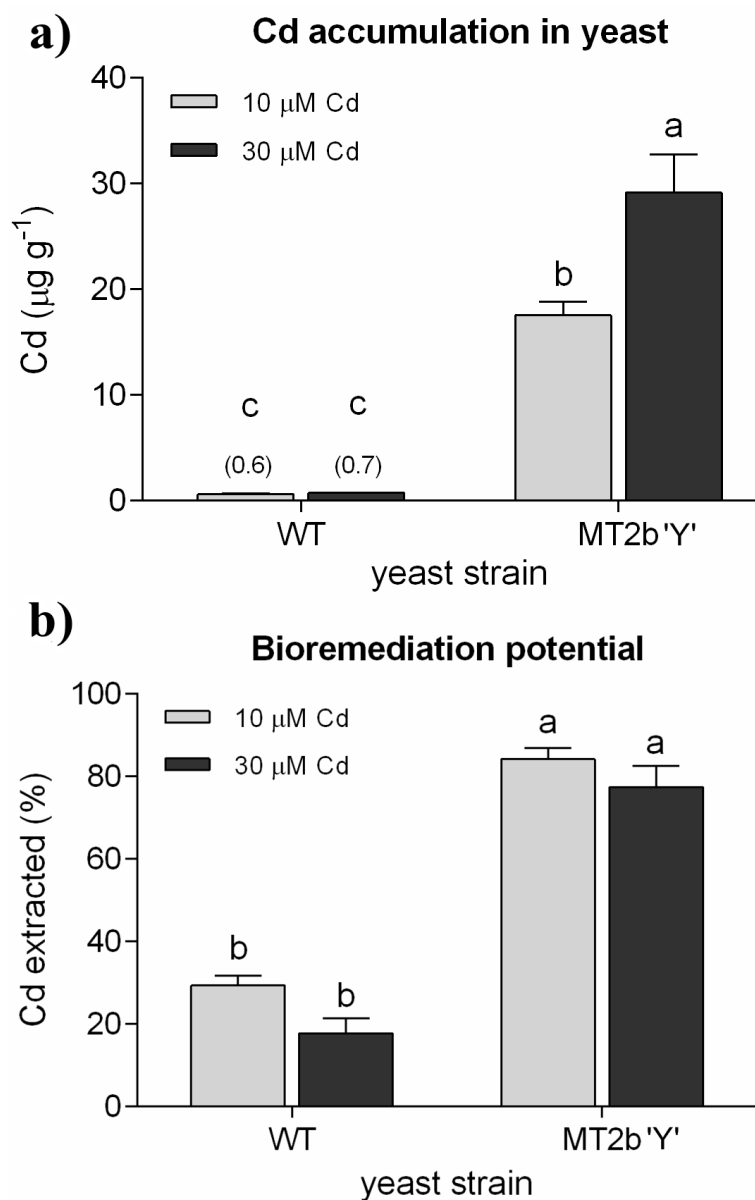 a)
Cd accumulation in yeast
40
10 μM Cd
30 μM Cd
a
30
Cd (μg g⁻¹)
b
20
10
c c
(0.6) (0.7)
0
WT MT2b'Y'
yeast strain
b)
Bioremediation potential
100
10 μM Cd
30 μM Cd
a a
80
60
Cd extracted (%)
40
b
b
20
0
WT MT2b'Y'
yeast strain